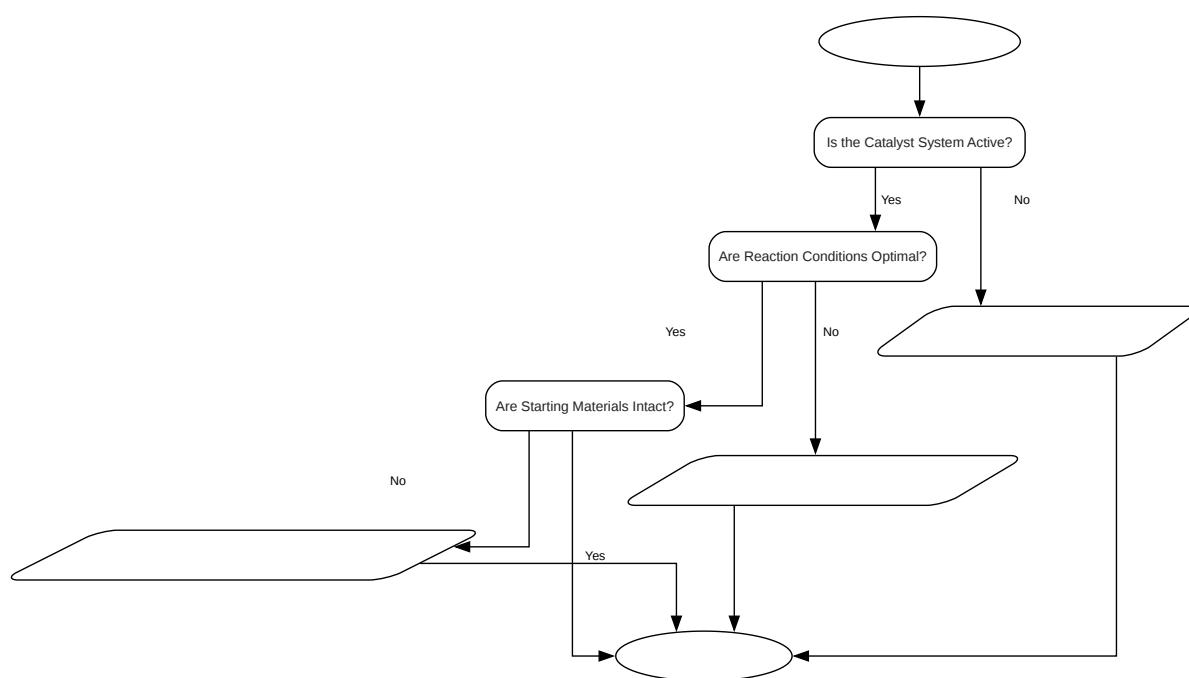 Is the Catalyst System Active?
Yes
No
Are Reaction Conditions Optimal?
Yes
No
Are Starting Materials Intact?
No
Yes